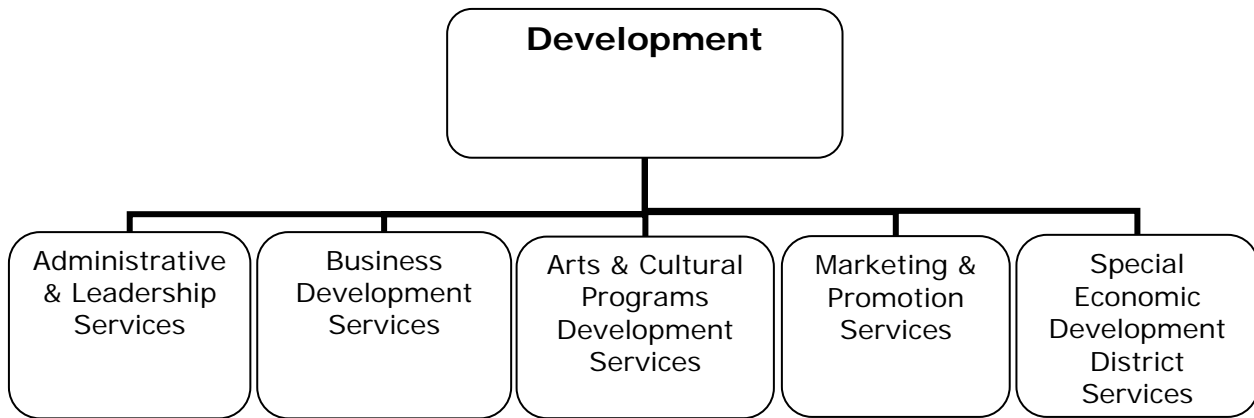 Development
Administrative
& Leadership
Services
Business
Development
Services
Arts & Cultural
Programs
Development
Services
Marketing &
Promotion
Services
Special
Economic
Development
District
Services